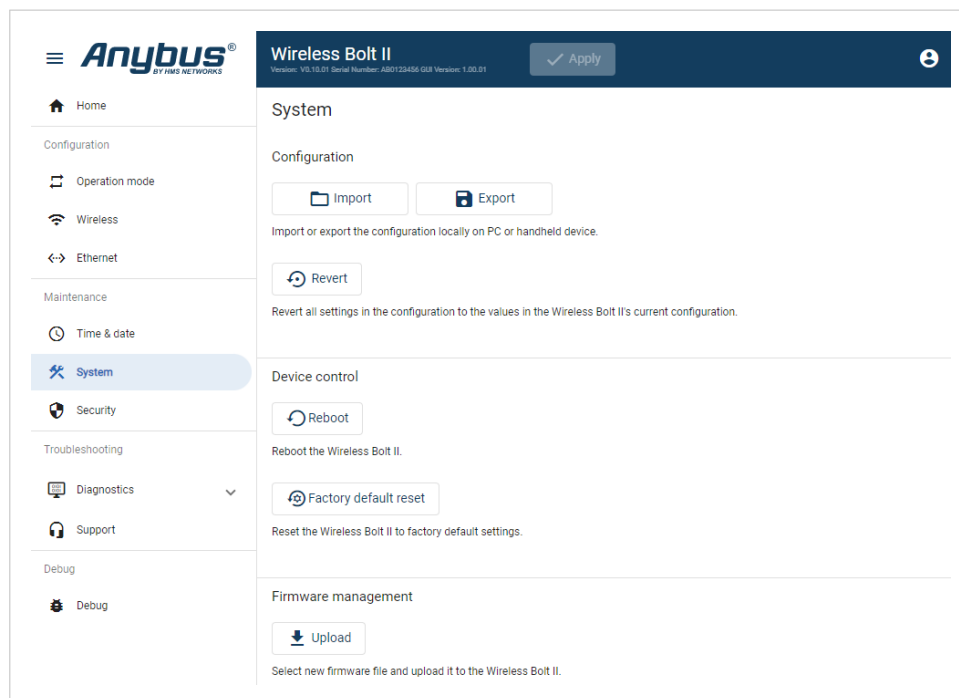 Anybus®
BY HMS NETWORKS
Wireless Bolt II
Version: V0.10.01 Serial Number: AB0123456 GUI Version: 1.00.01
Apply
Home
Configuration
Operation mode
Wireless
Ethernet
Maintenance
Time & date
System
Security
Troubleshooting
Diagnostics
Support
Debug
Debug
System
Configuration
Import
Export
Import or export the configuration locally on PC or handheld device.
Revert
Revert all settings in the configuration to the values in the Wireless Bolt II's current configuration.
Device control
Reboot
Reboot the Wireless Bolt II.
Factory default reset
Reset the Wireless Bolt II to factory default settings.
Firmware management
Upload
Select new firmware file and upload it to the Wireless Bolt II.